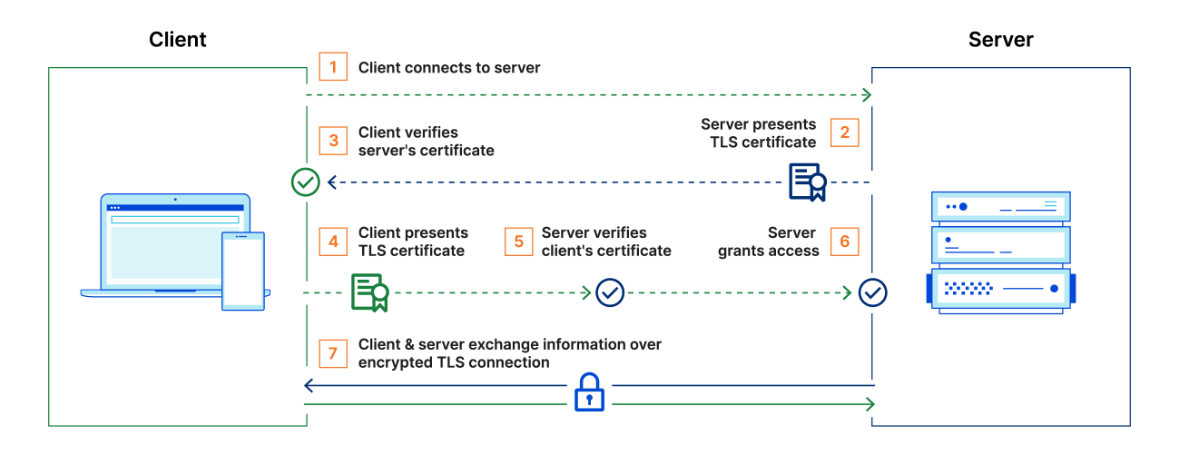 Client
Server
1
Client connects to server
Server presents
TLS certificate
2
3
Client verifies
server's certificate
4
Client presents
TLS certificate
5
Server verifies
client's certificate
Server
grants access
6
7
Client & server exchange information over
encrypted TLS connection